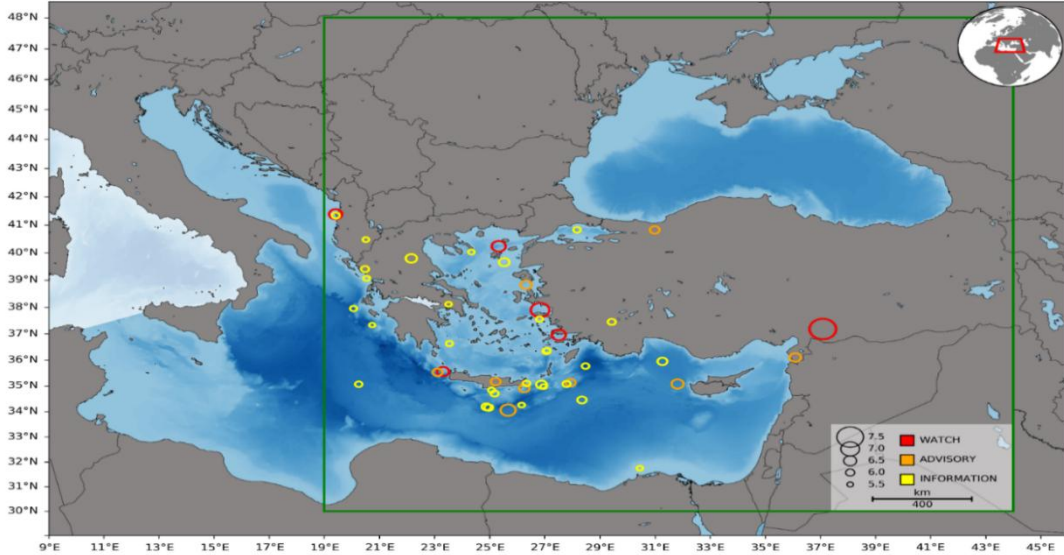 48°N
47°N
46°N
45°N
44°N
43°N
42°N
41°N
40°N
39°N
38°N
37°N
36°N
35°N
34°N
33°N
32°N
31°N
30°N
7.5
7.0
6.5
6.0
5.5
WATCH
ADVISORY
INFORMATION
km
400
9°E 11°E 13°E 15°E 17°E 19°E 21°E 23°E 25°E 27°E 29°E 31°E 33°E 35°E 37°E 39°E 41°E 43°E 45°E